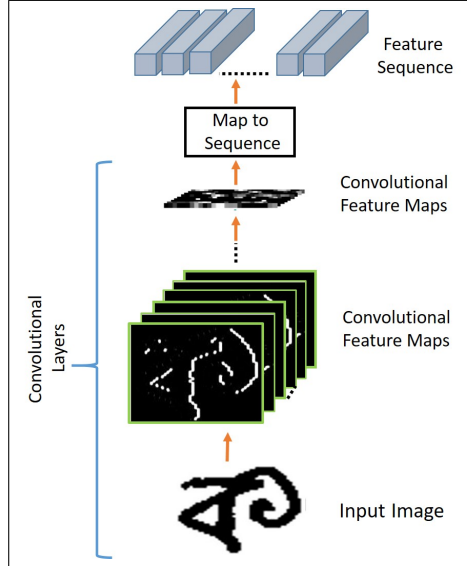 Feature
Sequence
Map to
Sequence
Convolutional
Feature Maps
Convolutional
Feature Maps
Convolutional
Layers
Input Image
ক